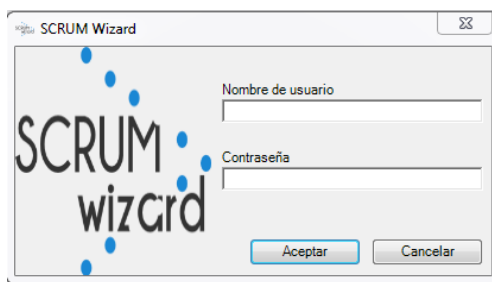 SCRUM Wizard
SCRUM
wizard
Nombre de usuario
Contraseña
Aceptar
Cancelar